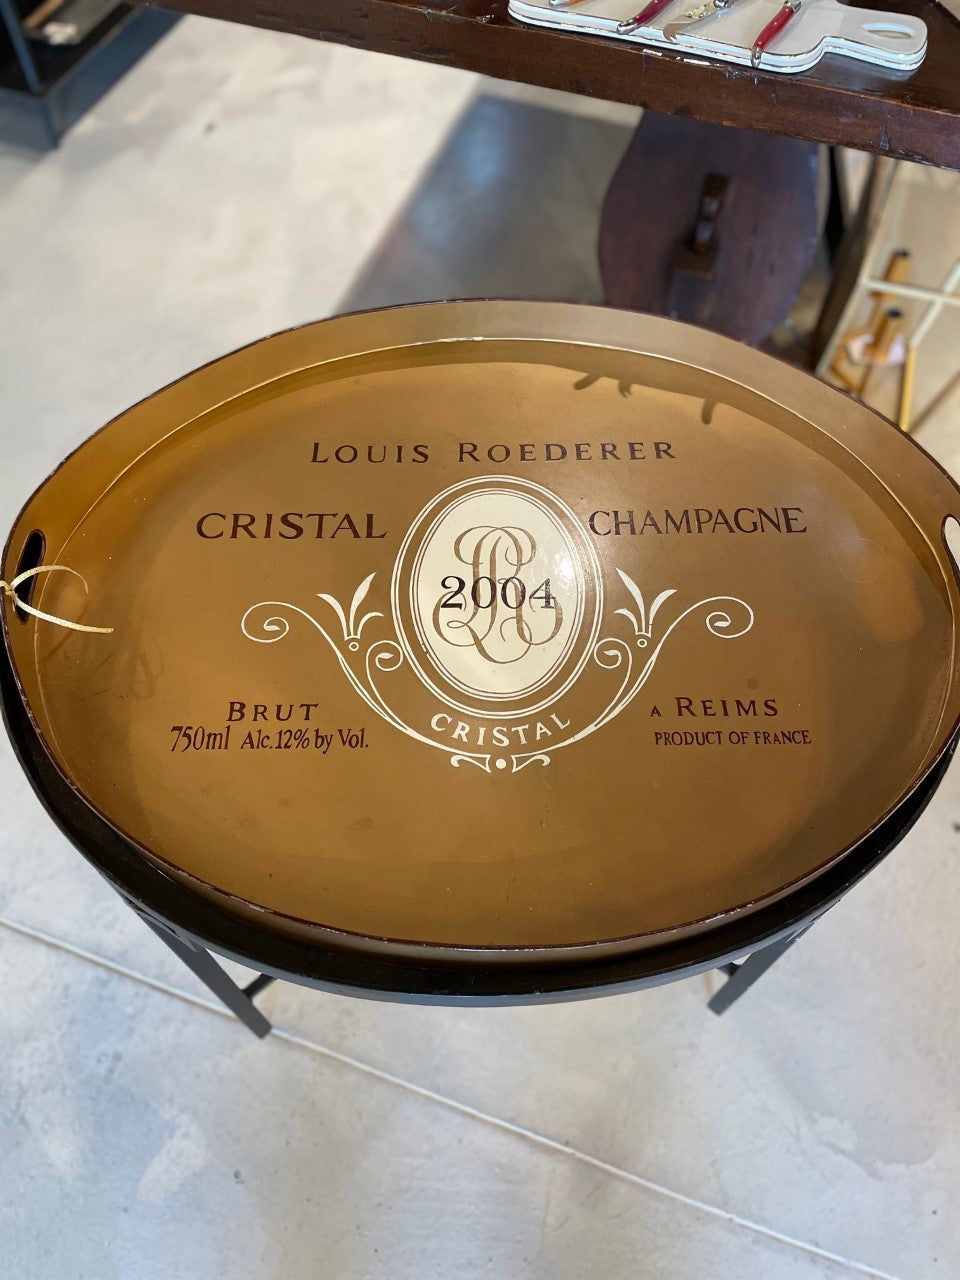 LOUIS ROEDERER
CRISTAL CHAMPAGNE
2004
CRISTAL
BRUT
750ml Alc.12% by Vol.
A REIMS
PRODUCT OF FRANCE